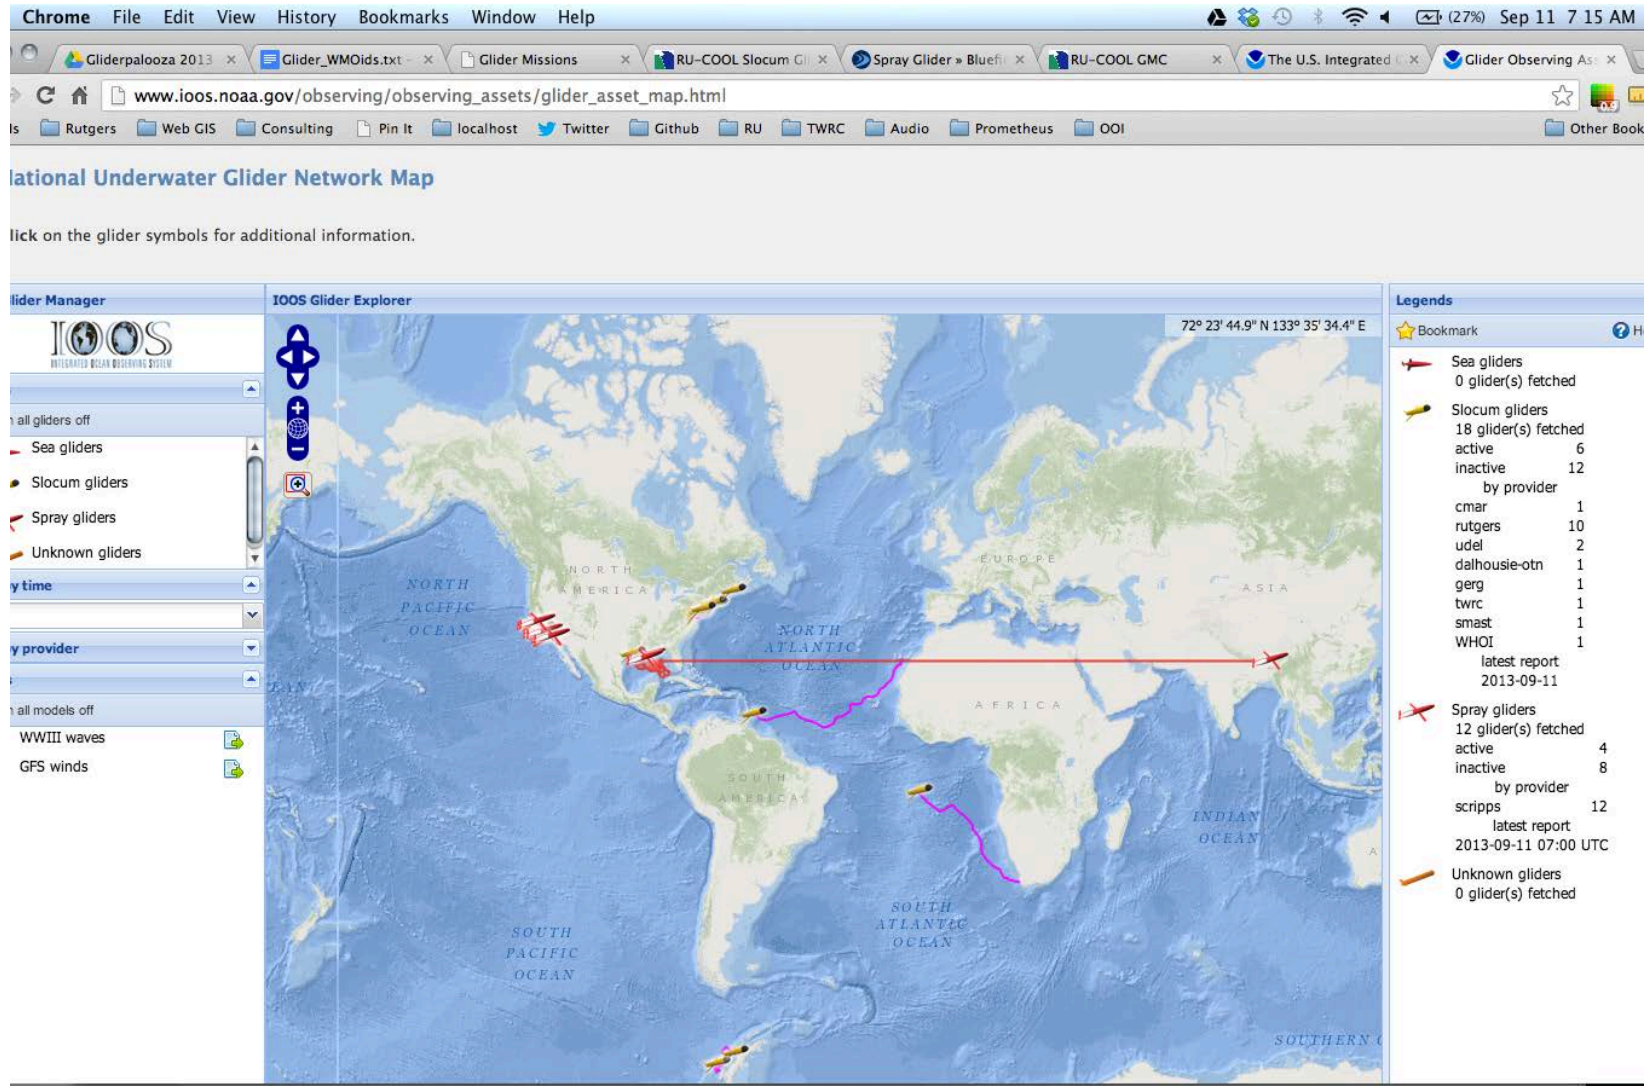 Chrome File Edit View History Bookmarks Window Help (27%) Sep 11 7 15 AM
Gliderpalooza 2013 Glider_WMOids.txt - Glider Missions RU-COOL Slocum Gl Spray Glider » Bluefi RU-COOL GMC The U.S. Integrated Glider Observing As
www.ioos.noaa.gov/observing/observing_assets/glider_asset_map.html
0.9
ls Rutgers Web GIS Consulting Pin It localhost Twitter Github RU TWRC Audio Prometheus OOI Other Book
lational Underwater Glider Network Map
lick on the glider symbols for additional information.
lider Manager
IOOS
INTEGRATED OCEAN OBSERVING SYSTEM
all gliders off
Sea gliders
Slocum gliders
Spray gliders
Unknown gliders
y time
y provider
all models off
WWIII waves
GFS winds
IOOS Glider Explorer
72° 23' 44.9" N 133° 35' 34.4" E
NORTH
PACIFIC
OCEAN
NORTH
AMERICA
EUROPE
ASIA
NORTH
ATLANTIC
OCEAN
AFRICA
SOUTH
AMERICA
INDIAN
OCEAN
SOUTH
ATLANTIC
OCEAN
SOUTH
PACIFIC
OCEAN
SOUTHERN
Legends
Bookmark
Sea gliders
0 glider(s) fetched
Slocum gliders
18 glider(s) fetched
active 6
inactive 12
by provider
cmar 1
rutgers 10
udel 2
dalhousie-otn 1
gerg 1
twrc 1
smast 1
WHOI 1
latest report
2013-09-11
Spray gliders
12 glider(s) fetched
active 4
inactive 8
by provider
scripps 12
latest report
2013-09-11 07:00 UTC
Unknown gliders
0 glider(s) fetched